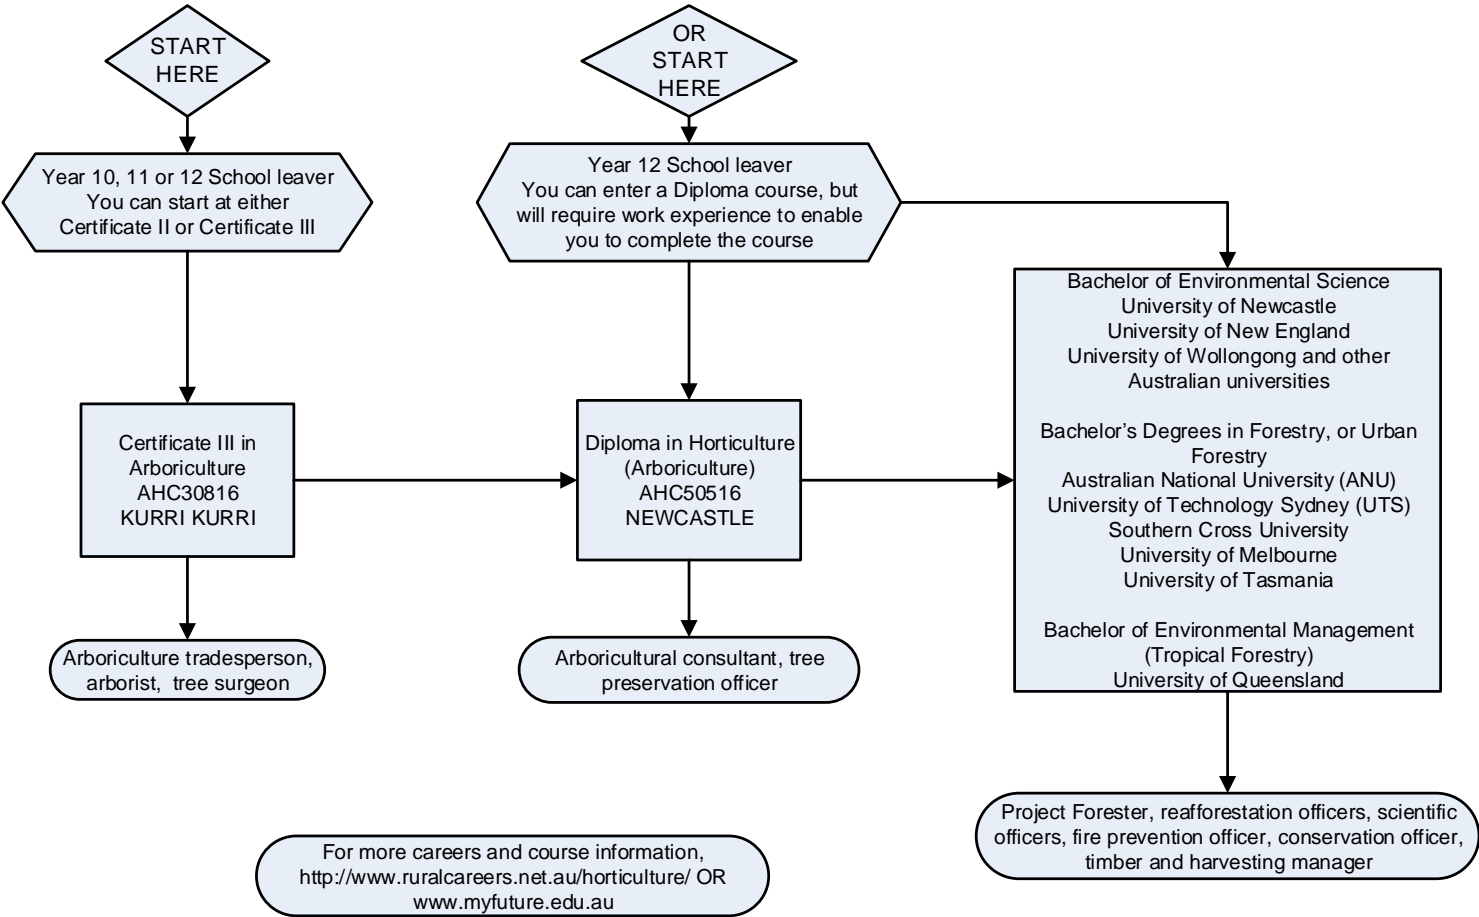 START
HERE
OR
START
HERE
Year 10, 11 or 12 School leaver
You can start at either
Certificate II or Certificate III
Year 12 School leaver
You can enter a Diploma course, but
will require work experience to enable
you to complete the course
Bachelor of Environmental Science
University of Newcastle
University of New England
University of Wollongong and other
Australian universities
Bachelor’s Degrees in Forestry, or Urban
Forestry
Australian National University (ANU)
University of Technology Sydney (UTS)
Southern Cross University
University of Melbourne
University of Tasmania
Bachelor of Environmental Management
(Tropical Forestry)
University of Queensland
Certificate III in
Arboriculture
AHC30816
KURRI KURRI
Diploma in Horticulture
(Arboriculture)
AHC50516
NEWCASTLE
Arboriculture tradesperson,
arborist, tree surgeon
Arboricultural consultant, tree
preservation officer
Project Forester, reafforestation officers, scientific
officers, fire prevention officer, conservation officer,
timber and harvesting manager
For more careers and course information,
http://www.ruralcareers.net.au/horticulture/ OR
www.myfuture.edu.au